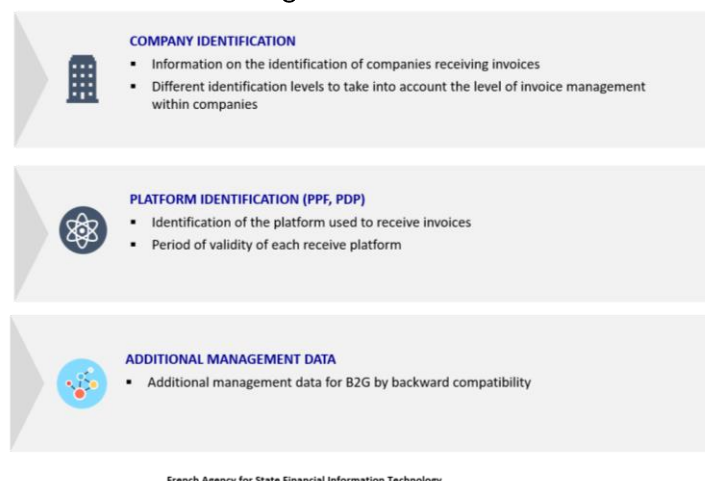 COMPANY IDENTIFICATION
▪ Information on the identification of companies receiving invoices
▪ Different identification levels to take into account the level of invoice management
within companies
PLATFORM IDENTIFICATION (PPF, PDP)
▪ Identification of the platform used to receive invoices
▪ Period of validity of each receive platform
ADDITIONAL MANAGEMENT DATA
▪ Additional management data for B2G by backward compatibility
French Agency for State Financial Information Technology